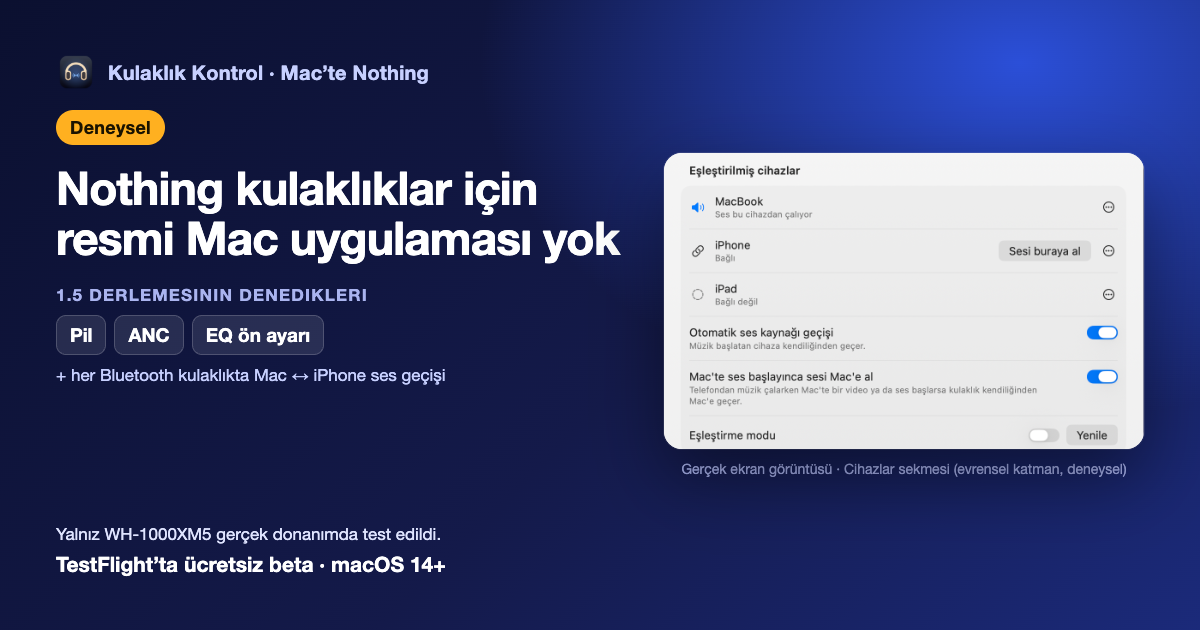 Kulaklık Kontrol · Mac’te Nothing
Deneysel
Nothing kulaklıklar için
resmi Mac uygulaması yok
1.5 DERLEMESININ DENEDIKLERI
Pil
ANC
EQ ön ayarı
+ her Bluetooth kulaklıkta Mac ↔ iPhone ses geçişi
Yalnız WH-1000XM5 gerçek donanımda test edildi.
TestFlight’ta ücretsiz beta · macOS 14+
Eşleştirilmiş cihazlar
MacBook
Ses bu cihazdan çalıyor
iPhone
Bağlı
Sesi buraya al
iPad
Bağlı değil
Otomatik ses kaynağı geçişi
Müzik başlatan cihaza kendiliğinden geçer.
Mac'te ses başlayınca sesi Mac'e al
Telefondan müzik çalarken Mac'te bir video ya da ses başlarsa kulaklık kendiliğinden
Mac'e geçer.
Eşleştirme modu
Yenile
Gerçek ekran görüntüsü · Cihazlar sekmesi (evrensel katman, deneysel)